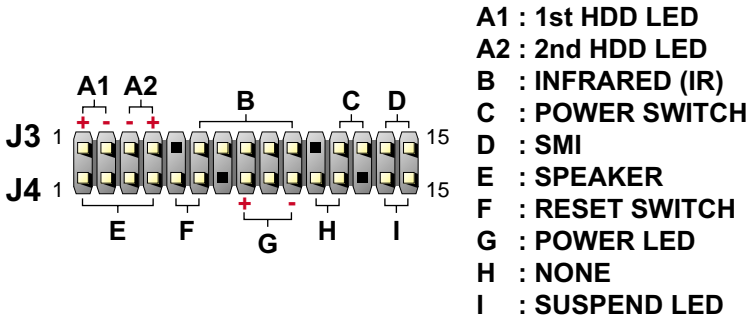 A1 A2
+ - - +
B C D
J3 1 15
J4 1 15
+ -
E F G H I
A1 : 1st HDD LED
A2 : 2nd HDD LED
B : INFRARED (IR)
C : POWER SWITCH
D : SMI
E : SPEAKER
F : RESET SWITCH
G : POWER LED
H : NONE
I : SUSPEND LED